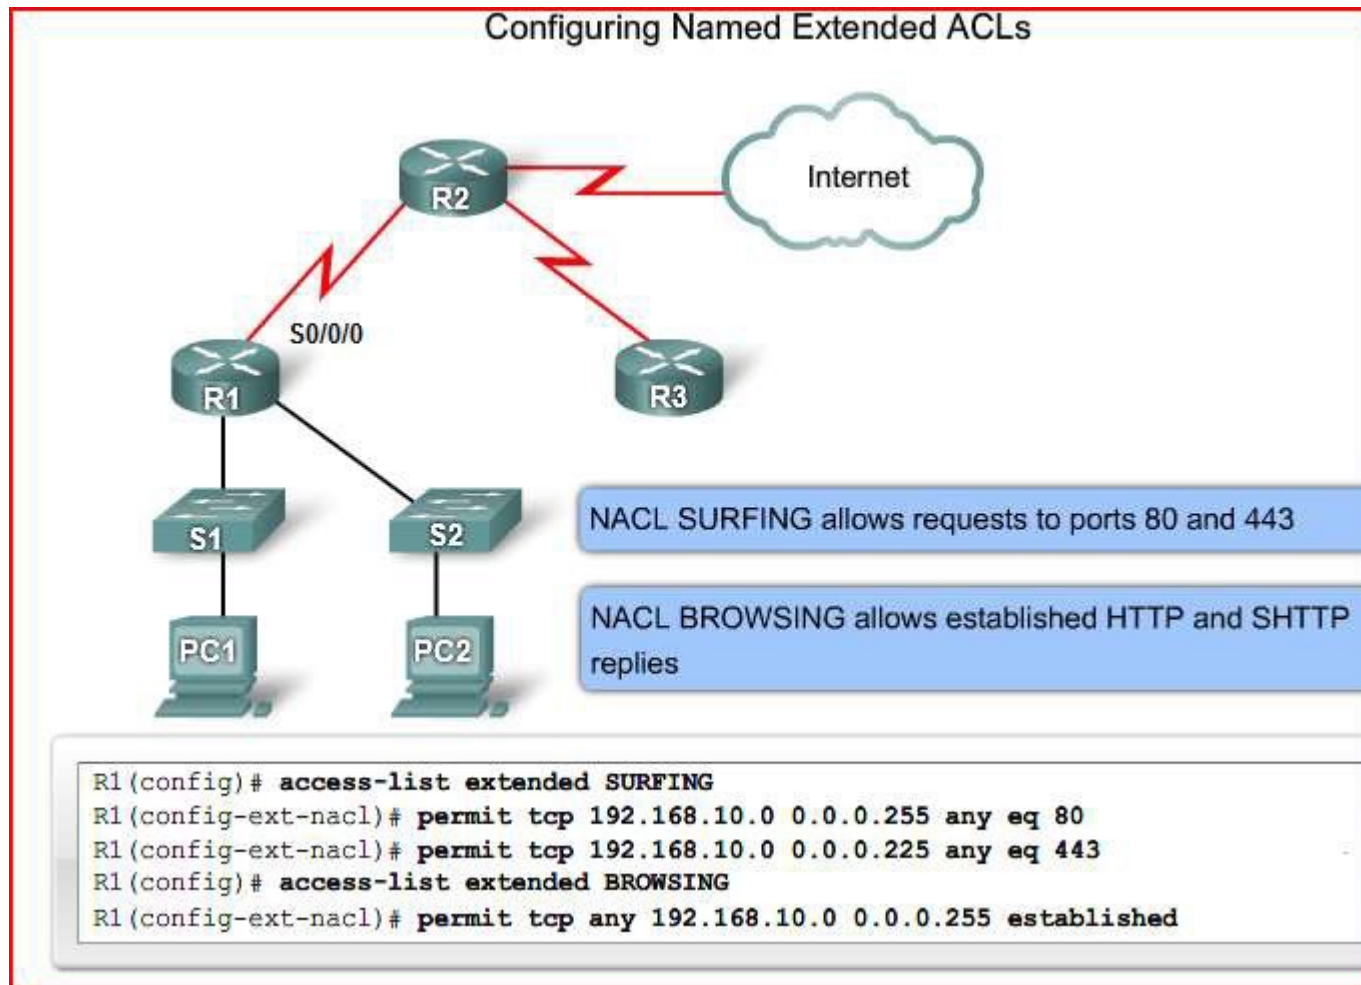 Configuring Named Extended ACLs
Internet
R2
S0/0/0
R1
R3
S1
S2
NACL SURFING allows requests to ports 80 and 443
PC1
PC2
NACL BROWSING allows established HTTP and SHTTP
replies
R1(config)# access-list extended SURFING
R1(config-ext-nacl)# permit tcp 192.168.10.0 0.0.0.255 any eq 80
R1(config-ext-nacl)# permit tcp 192.168.10.0 0.0.0.225 any eq 443
R1(config)# access-list extended BROWSING
R1(config-ext-nacl)# permit tcp any 192.168.10.0 0.0.0.255 established